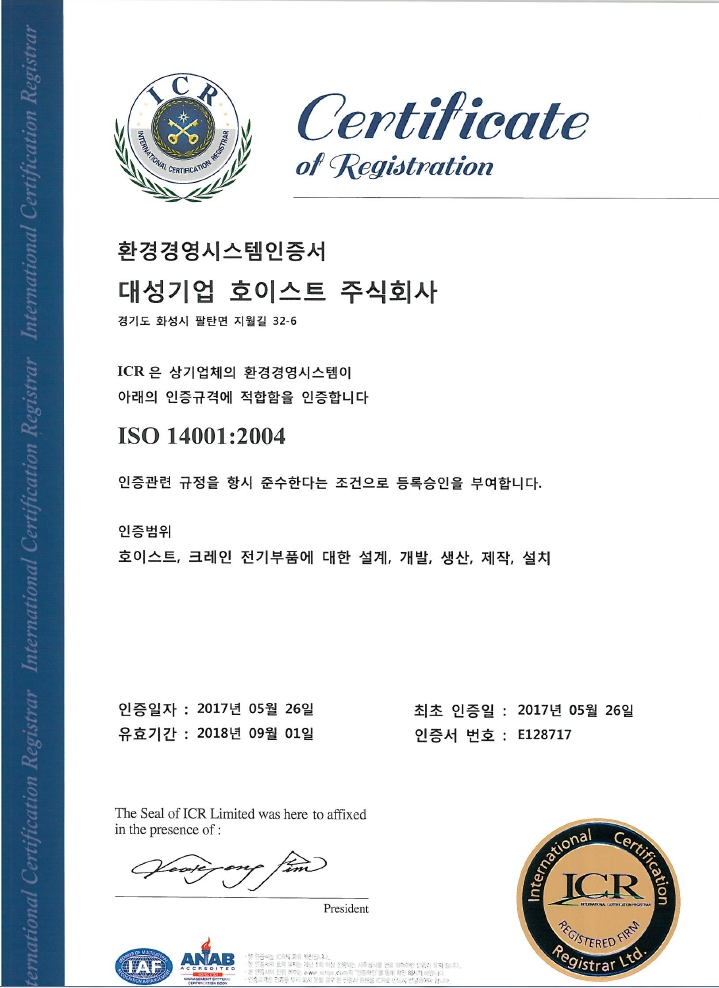 International Certification Registrar
International Certification Registrar
International Certification Registrar
ICR
INTERNATIONAL CERTIFICATION REGISTRAR
Certificate
of Registration
환경경영시스템인증서
대성기업 호이스트 주식회사
경기도 화성시 팔탄면 지월길 32-6
ICR 은 상기업체의 환경경영시스템이
아래의 인증규격에 적합함을 인증합니다
ISO 14001:2004
인증관련 규정을 항시 준수한다는 조건으로 등록승인을 부여합니다.
인증범위
호이스트, 크레인 전기부품에 대한 설계, 개발, 생산, 제작, 설치
인증일자 : 2017년 05월 26일
최초 인증일 : 2017년 05월 26일
유효기간 : 2018년 09월 01일
인증서 번호 : E128717
The Seal of ICR Limited was here to affixed
in the presence of :
President
IAF
ANAB
ACCREDITED
MANAGEMENT SYSTEMS
CERTIFICATION BODY
International Certification
ICR
INTERNATIONAL CERTIFICATION REGISTRAR
REGISTERED FIRM
Registrar Ltd.